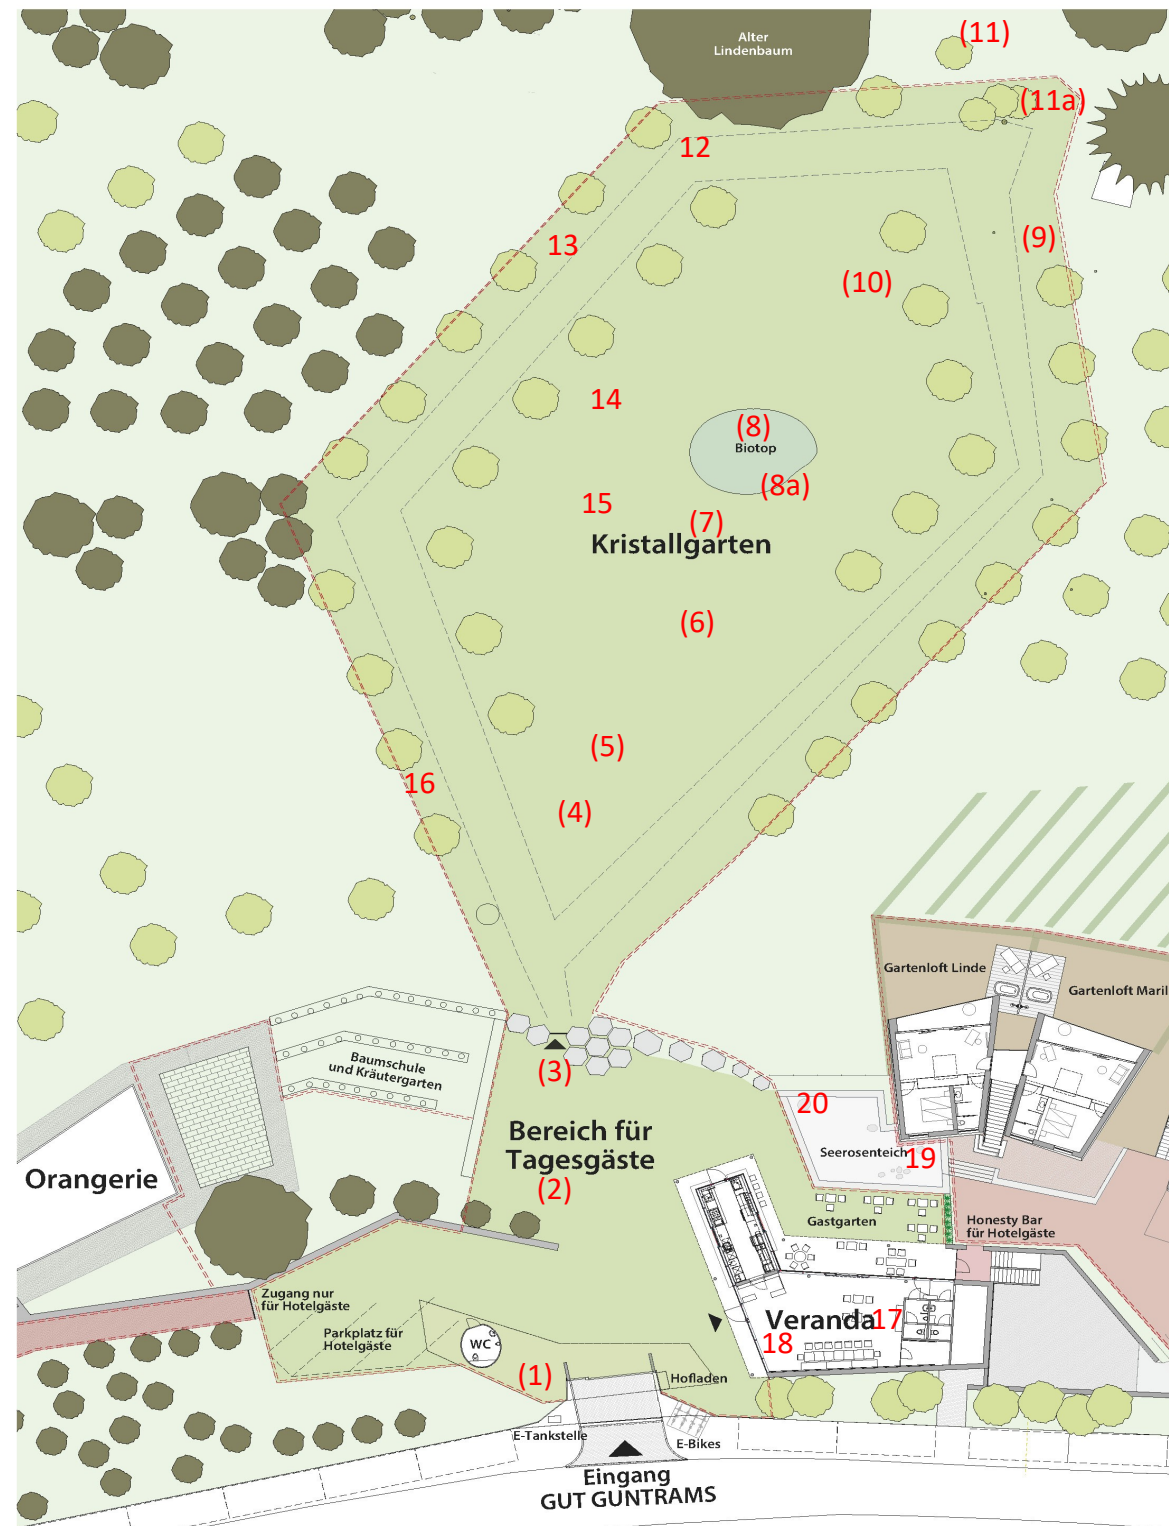 (11)
Alter
Lindenbaum
(11a)
12
(9)
13
(10)
14
(8)
Biotop
(8a)
15
(7)
Kristallgarten
(6)
(5)
16
(4)
Gartenloft Linde
Gartenloft Maril
Baumschule
und Kräutergarten
(3)
20
Bereich für
Tagesgäste
Seerosenteich
19
Orangerie
(2)
Gastgarten
Honesty Bar
für Hotelgäste
Zugang nur
für Hotelgäste
Parkplatz für
Hotelgäste
WC
Veranda
17
18
(1)
Hofladen
E-Tankstelle
E-Bikes
Eingang
GUT GUNTRAMS